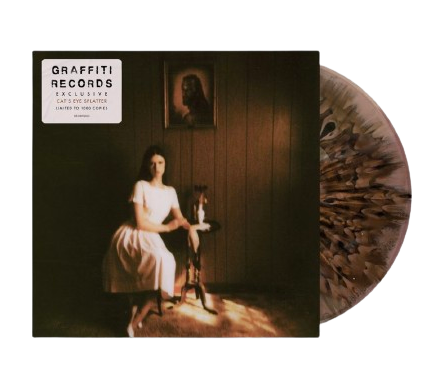 GRAFFITI
RECORDS
EXCLUSIVE
CAT'S EYE SPLATTER
LIMITED TO 1000 COPIES